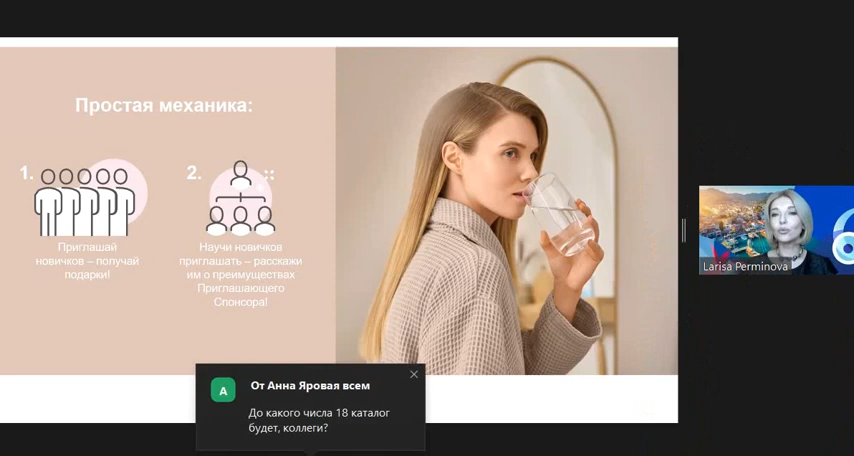 Простая механика:
1.
Приглашай
новичков – получай
подарки!
2.
Научи новичков
приглашать – расскажи
им о преимуществах
Приглашающего
Спонсора!
Larisa Perminova
A
От Анна Яровая всем
До какого числа 18 каталог
будет, коллеги?